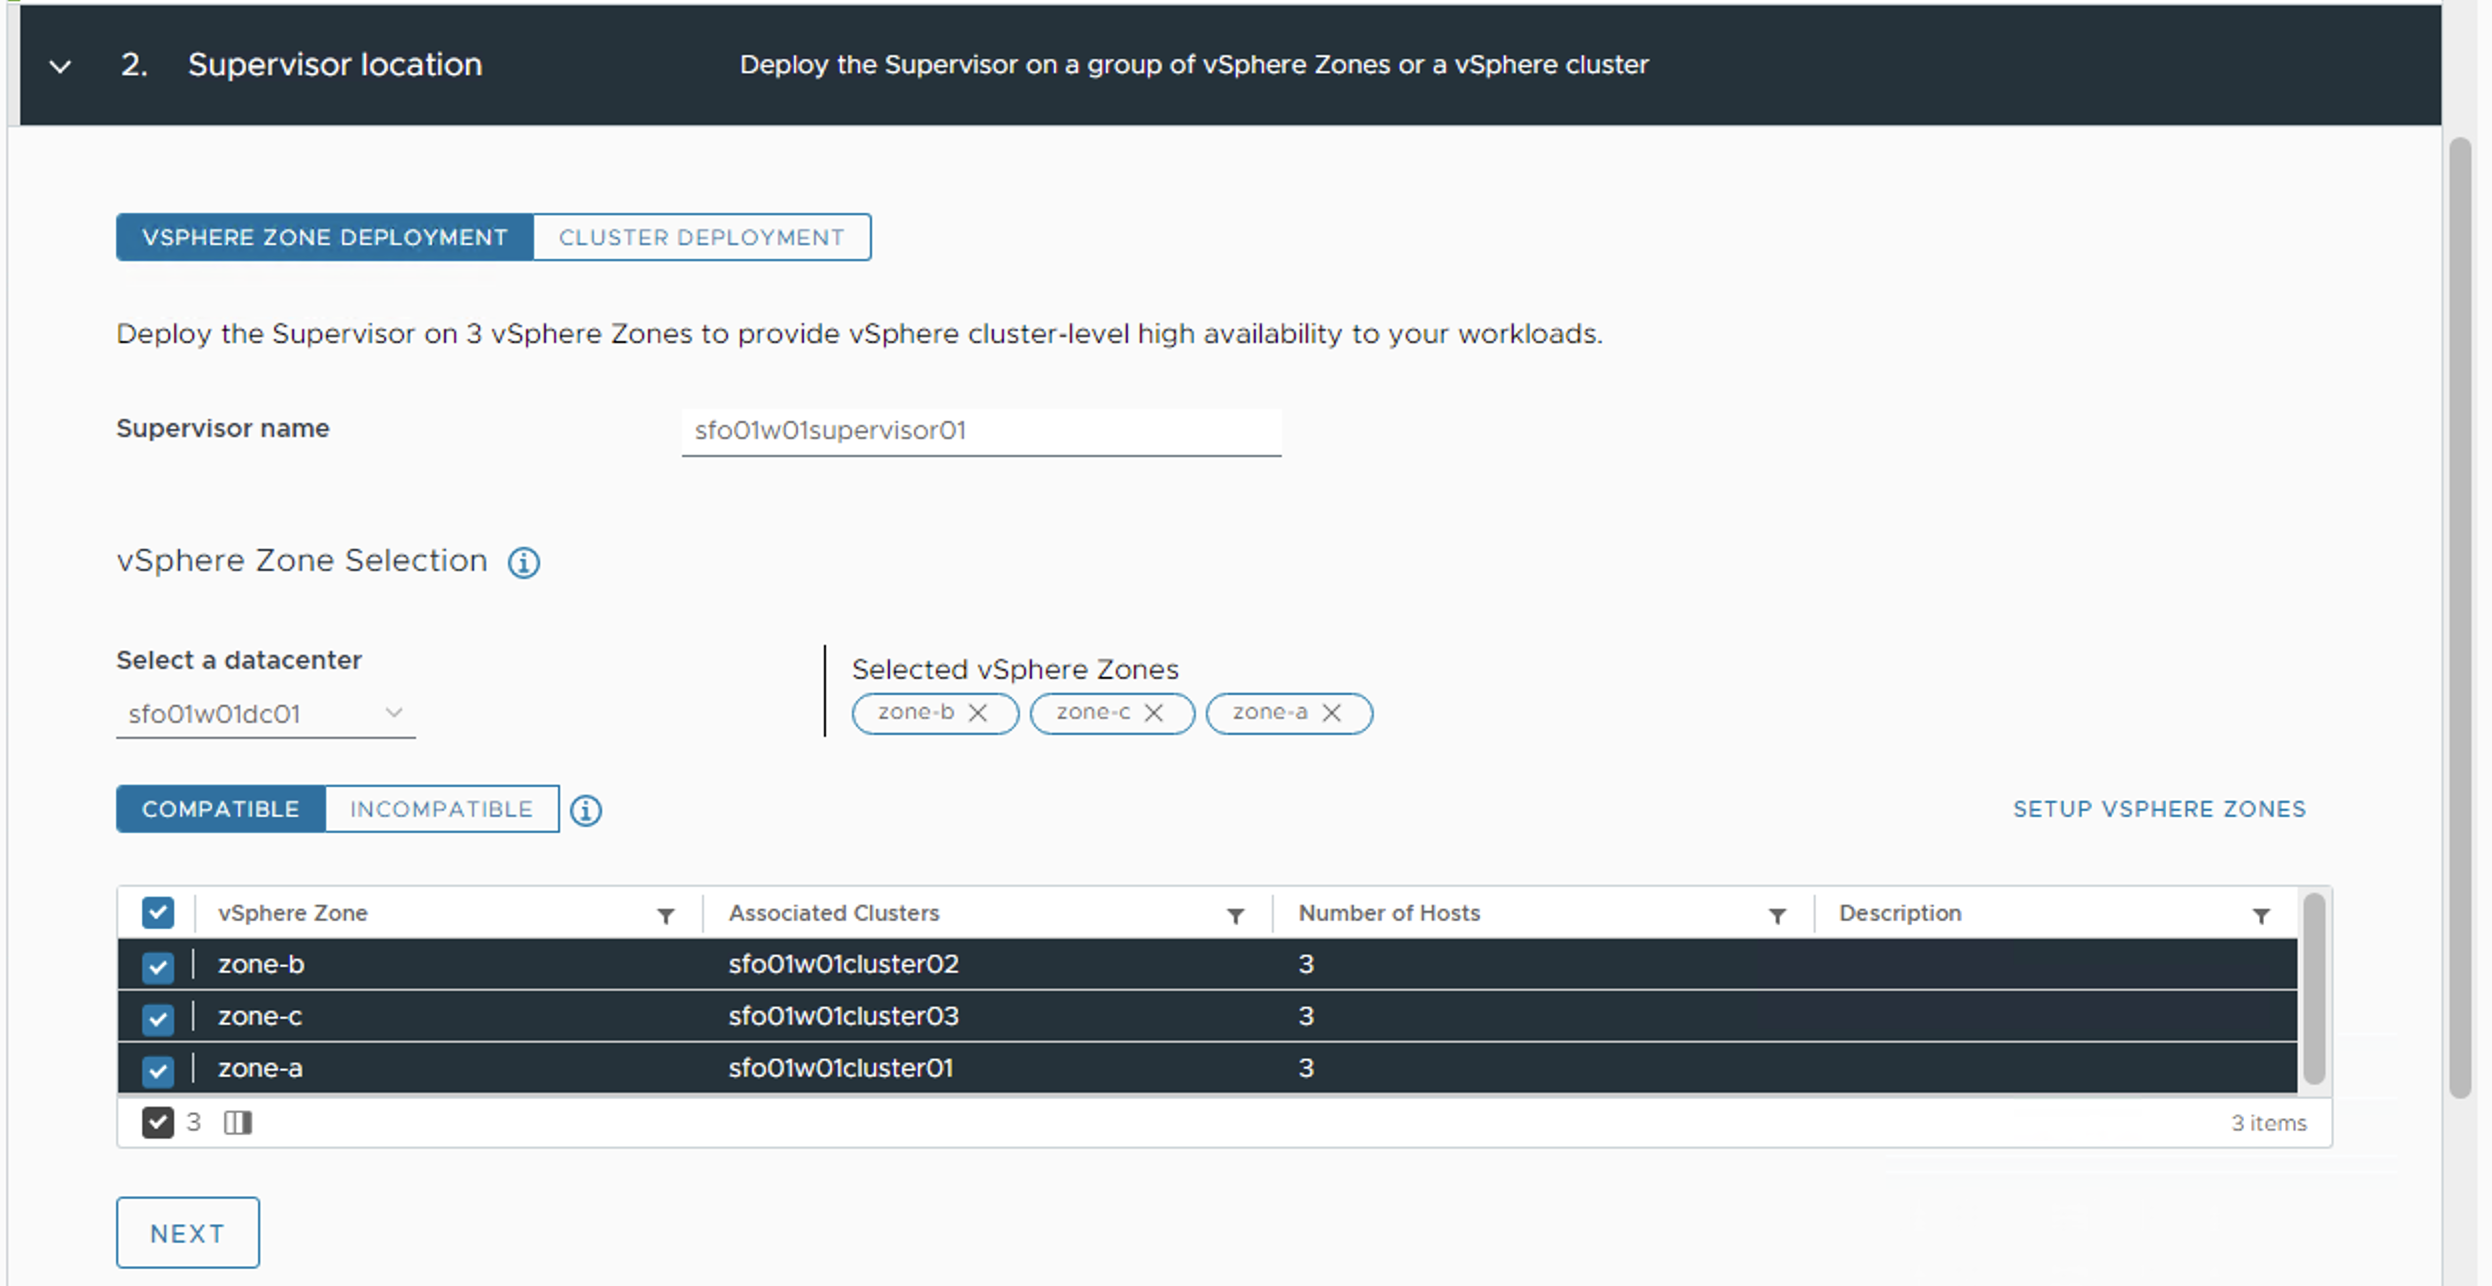 2. Supervisor location Deploy the Supervisor on a group of vSphere Zones or a vSphere cluster
VSPHERE ZONE DEPLOYMENT CLUSTER DEPLOYMENT
Deploy the Supervisor on 3 vSphere Zones to provide vSphere cluster-level high availability to your workloads.
Supervisor name sfo01w01supervisor01
vSphere Zone Selection
Select a datacenter
sfo01w01dc01
Selected vSphere Zones
zone-b zone-c zone-a
COMPATIBLE INCOMPATIBLE SETUP VSPHERE ZONES
vSphere Zone Associated Clusters Number of Hosts Description
zone-b sfo01w01cluster02 3
zone-c sfo01w01cluster03 3
zone-a sfo01w01cluster01 3
3 3 items
NEXT